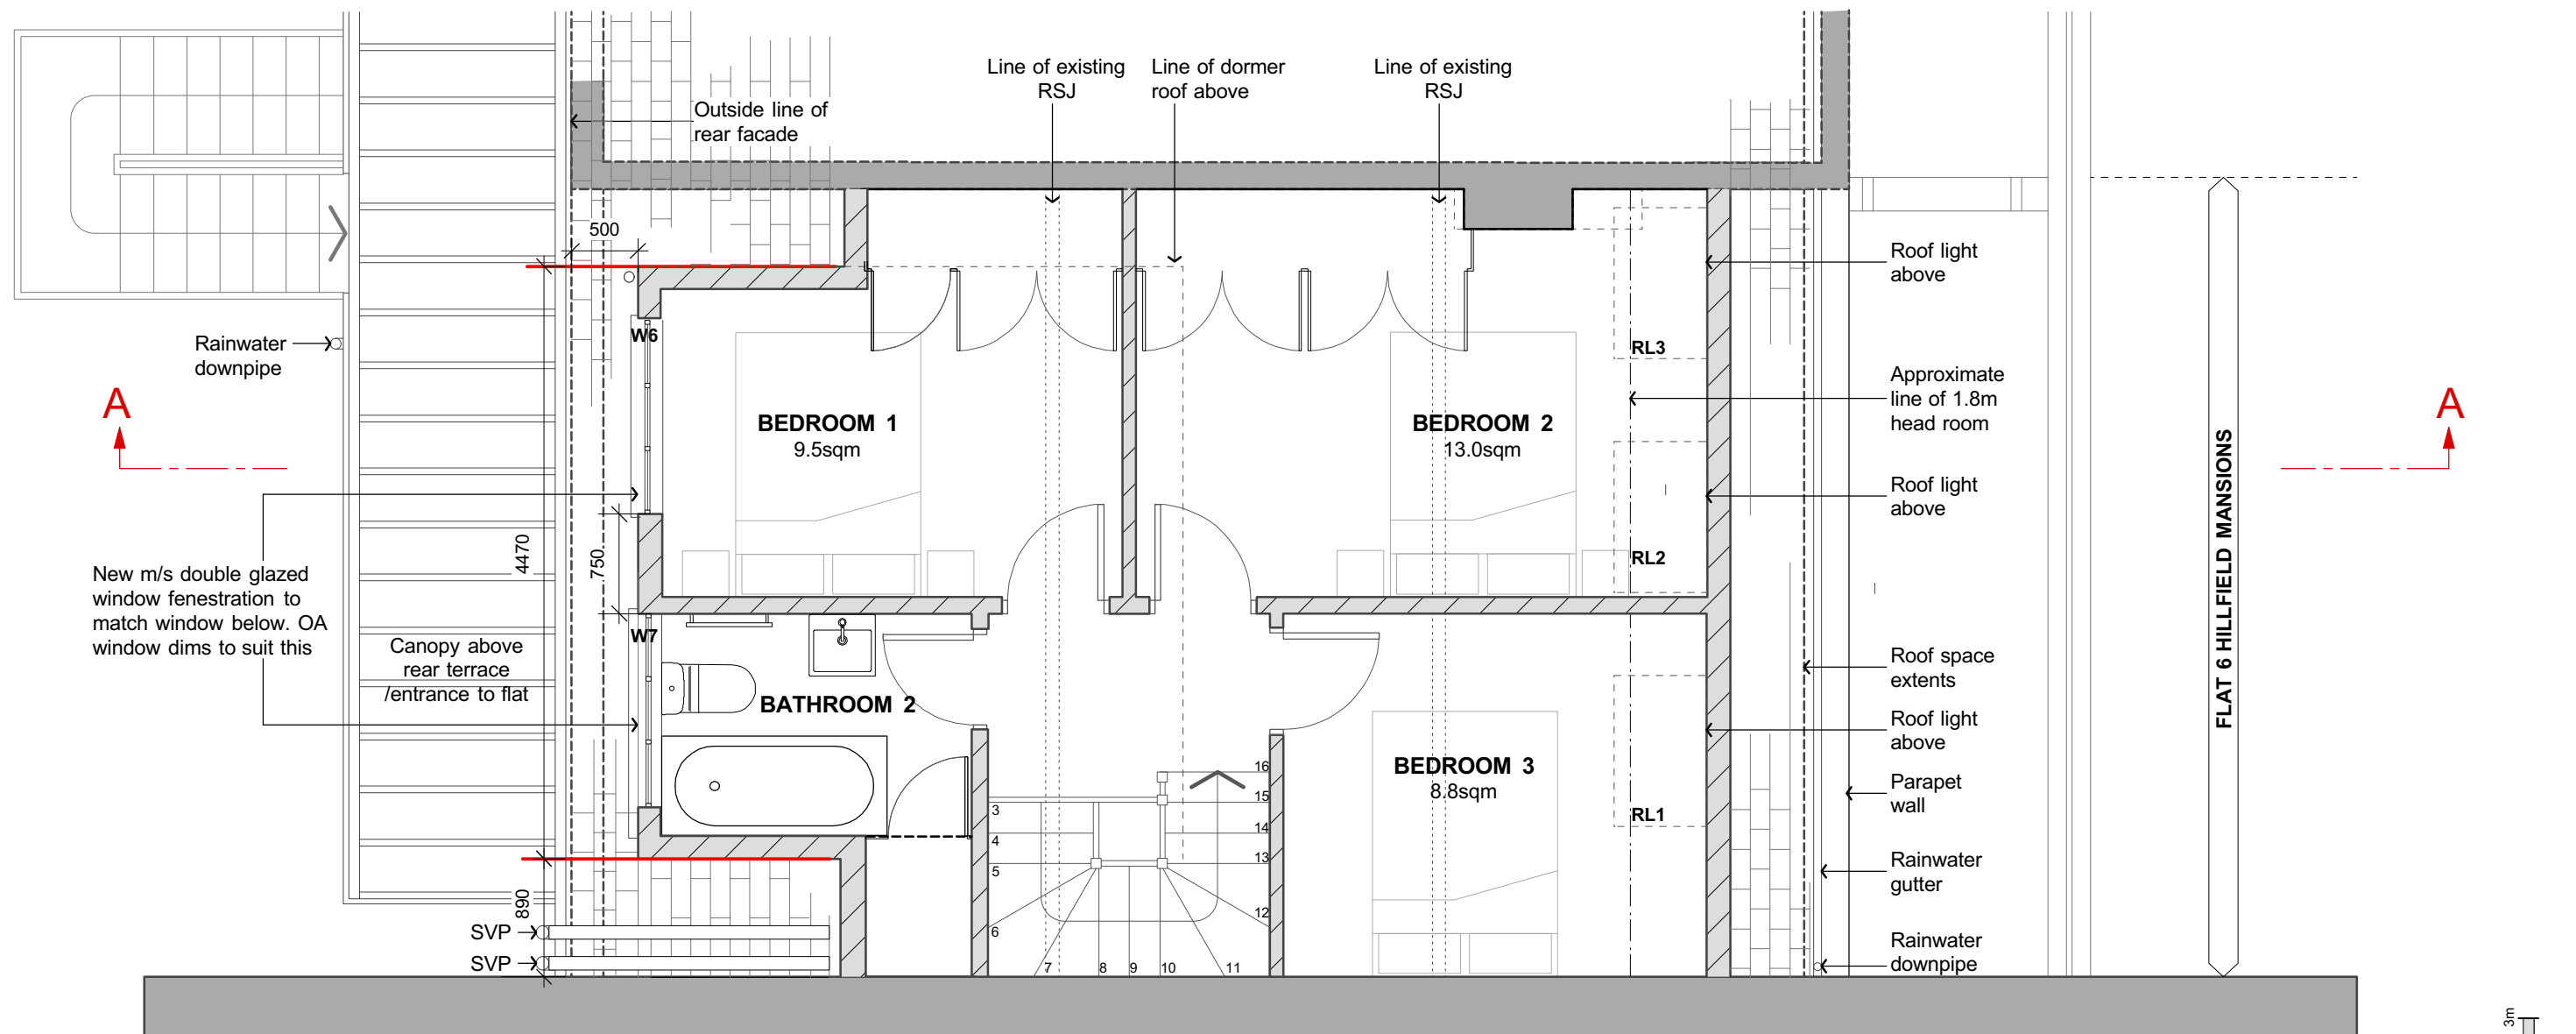 Line of existing
RSJ
Line of dormer
roof above
Line of existing
RSJ
Outside line of
rear facade
500
Roof light
above
Rainwater
downpipe
W6
RL3
Approximate
line of 1.8m
head room
A
A
BEDROOM 1
9.5sqm
BEDROOM 2
13.0sqm
Roof light
above
FLAT 6 HILLFIELD MANSIONS
4470
750
RL2
New m/s double glazed
window fenestration to
match window below. OA
window dims to suit this
W7
Canopy above
rear terrace
/entrance to flat
Roof space
extents
BATHROOM 2
Roof light
above
BEDROOM 3
8.8sqm
Parapet
wall
RL1
16
15
14
13
12
11
10
9
8
7
6
5
4
3
Rainwater
gutter
890
SVP
SVP
Rainwater
downpipe
3m